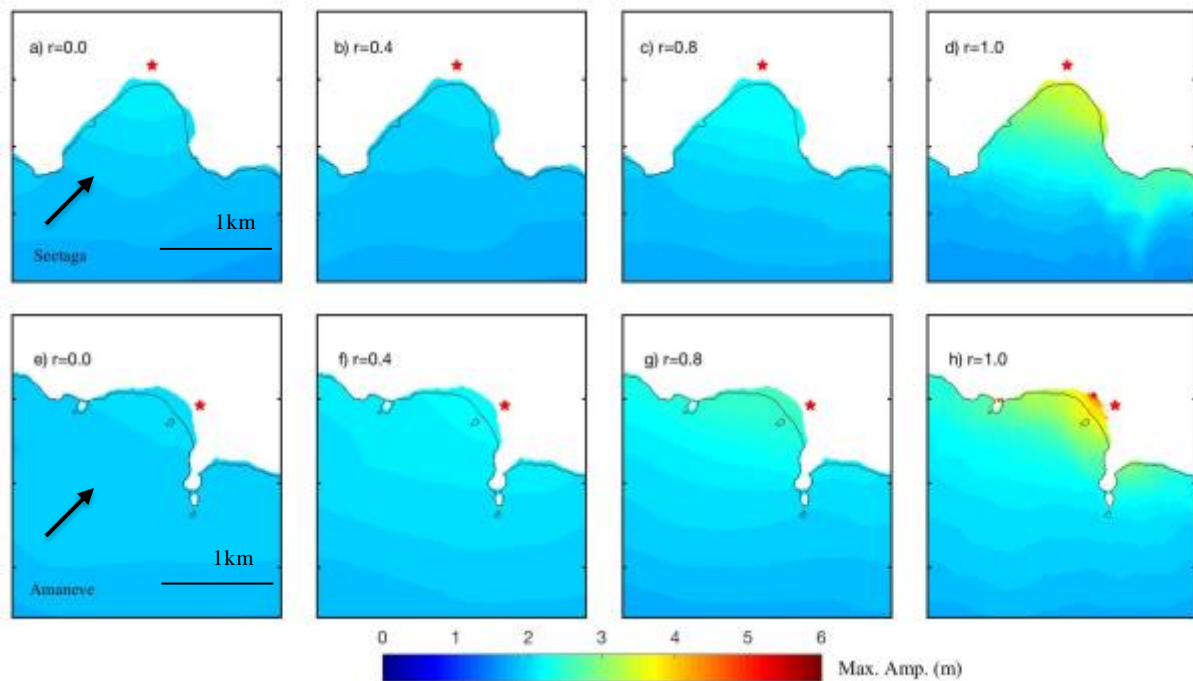 a) r=0.0
b) r=0.4
c) r=0.8
d) r=1.0
1km
Seetaga
e) r=0.0
f) r=0.4
g) r=0.8
h) r=1.0
1km
Amaneve
0 1 2 3 4 5 6
Max. Amp. (m)